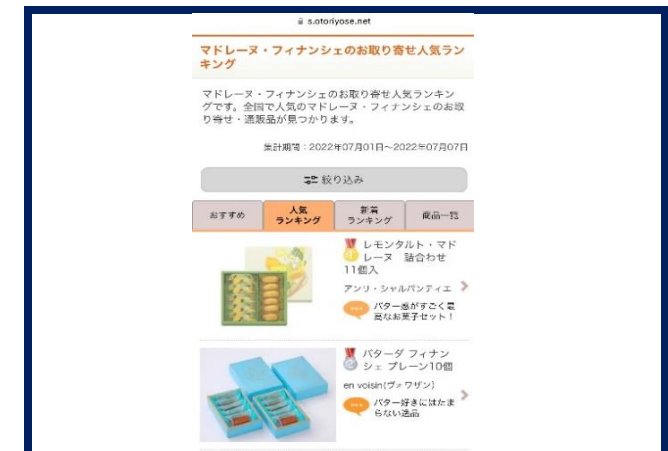 s.otoriyose.net
マドレーヌ・フィナンシェのお取り寄せ人気ラン
キング
マドレーヌ・フィナンシェのお取り寄せ人気ランキン
グです。全国で人気のマドレーヌ・フィナンシェのお取
り寄せ・通販品が見つかります。
集計期間：2022年07月01日～2022年07月07日
絞り込み
おすすめ
人気
ランキング
新着
ランキング
商品一覧
レモンタルト・マド
レーヌ 詰合わせ
11個入
アンリ・シャルパンティエ
バター感がすごく最
高なお菓子セット！
バターダ フィナン
シェ プレーン10個
en voisin(ヴォワザン)
バター好きにはたま
らない逸品